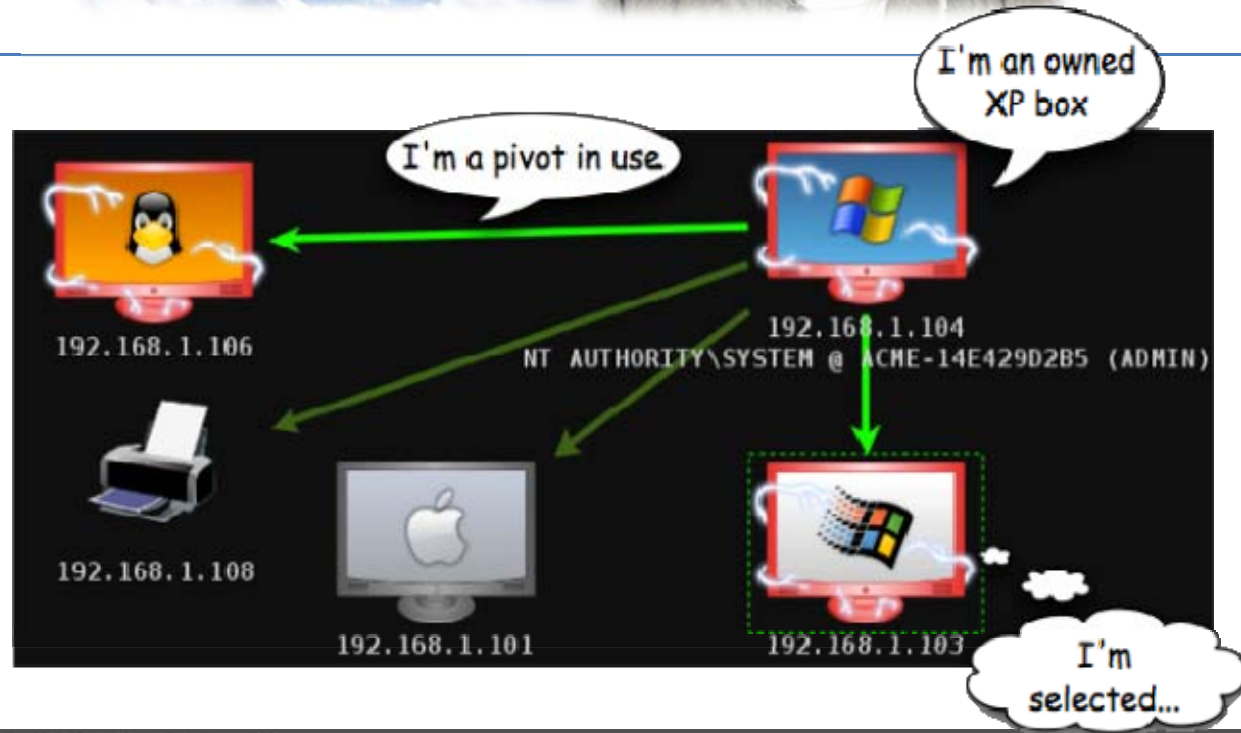 I'm an owned
XP box
I'm a pivot in use
192.168.1.106
192.168.1.104
NT AUTHORITY\SYSTEM @ ACME-14E429D2B5 (ADMIN)
192.168.1.108
192.168.1.101
192.168.1.103
I'm
selected...